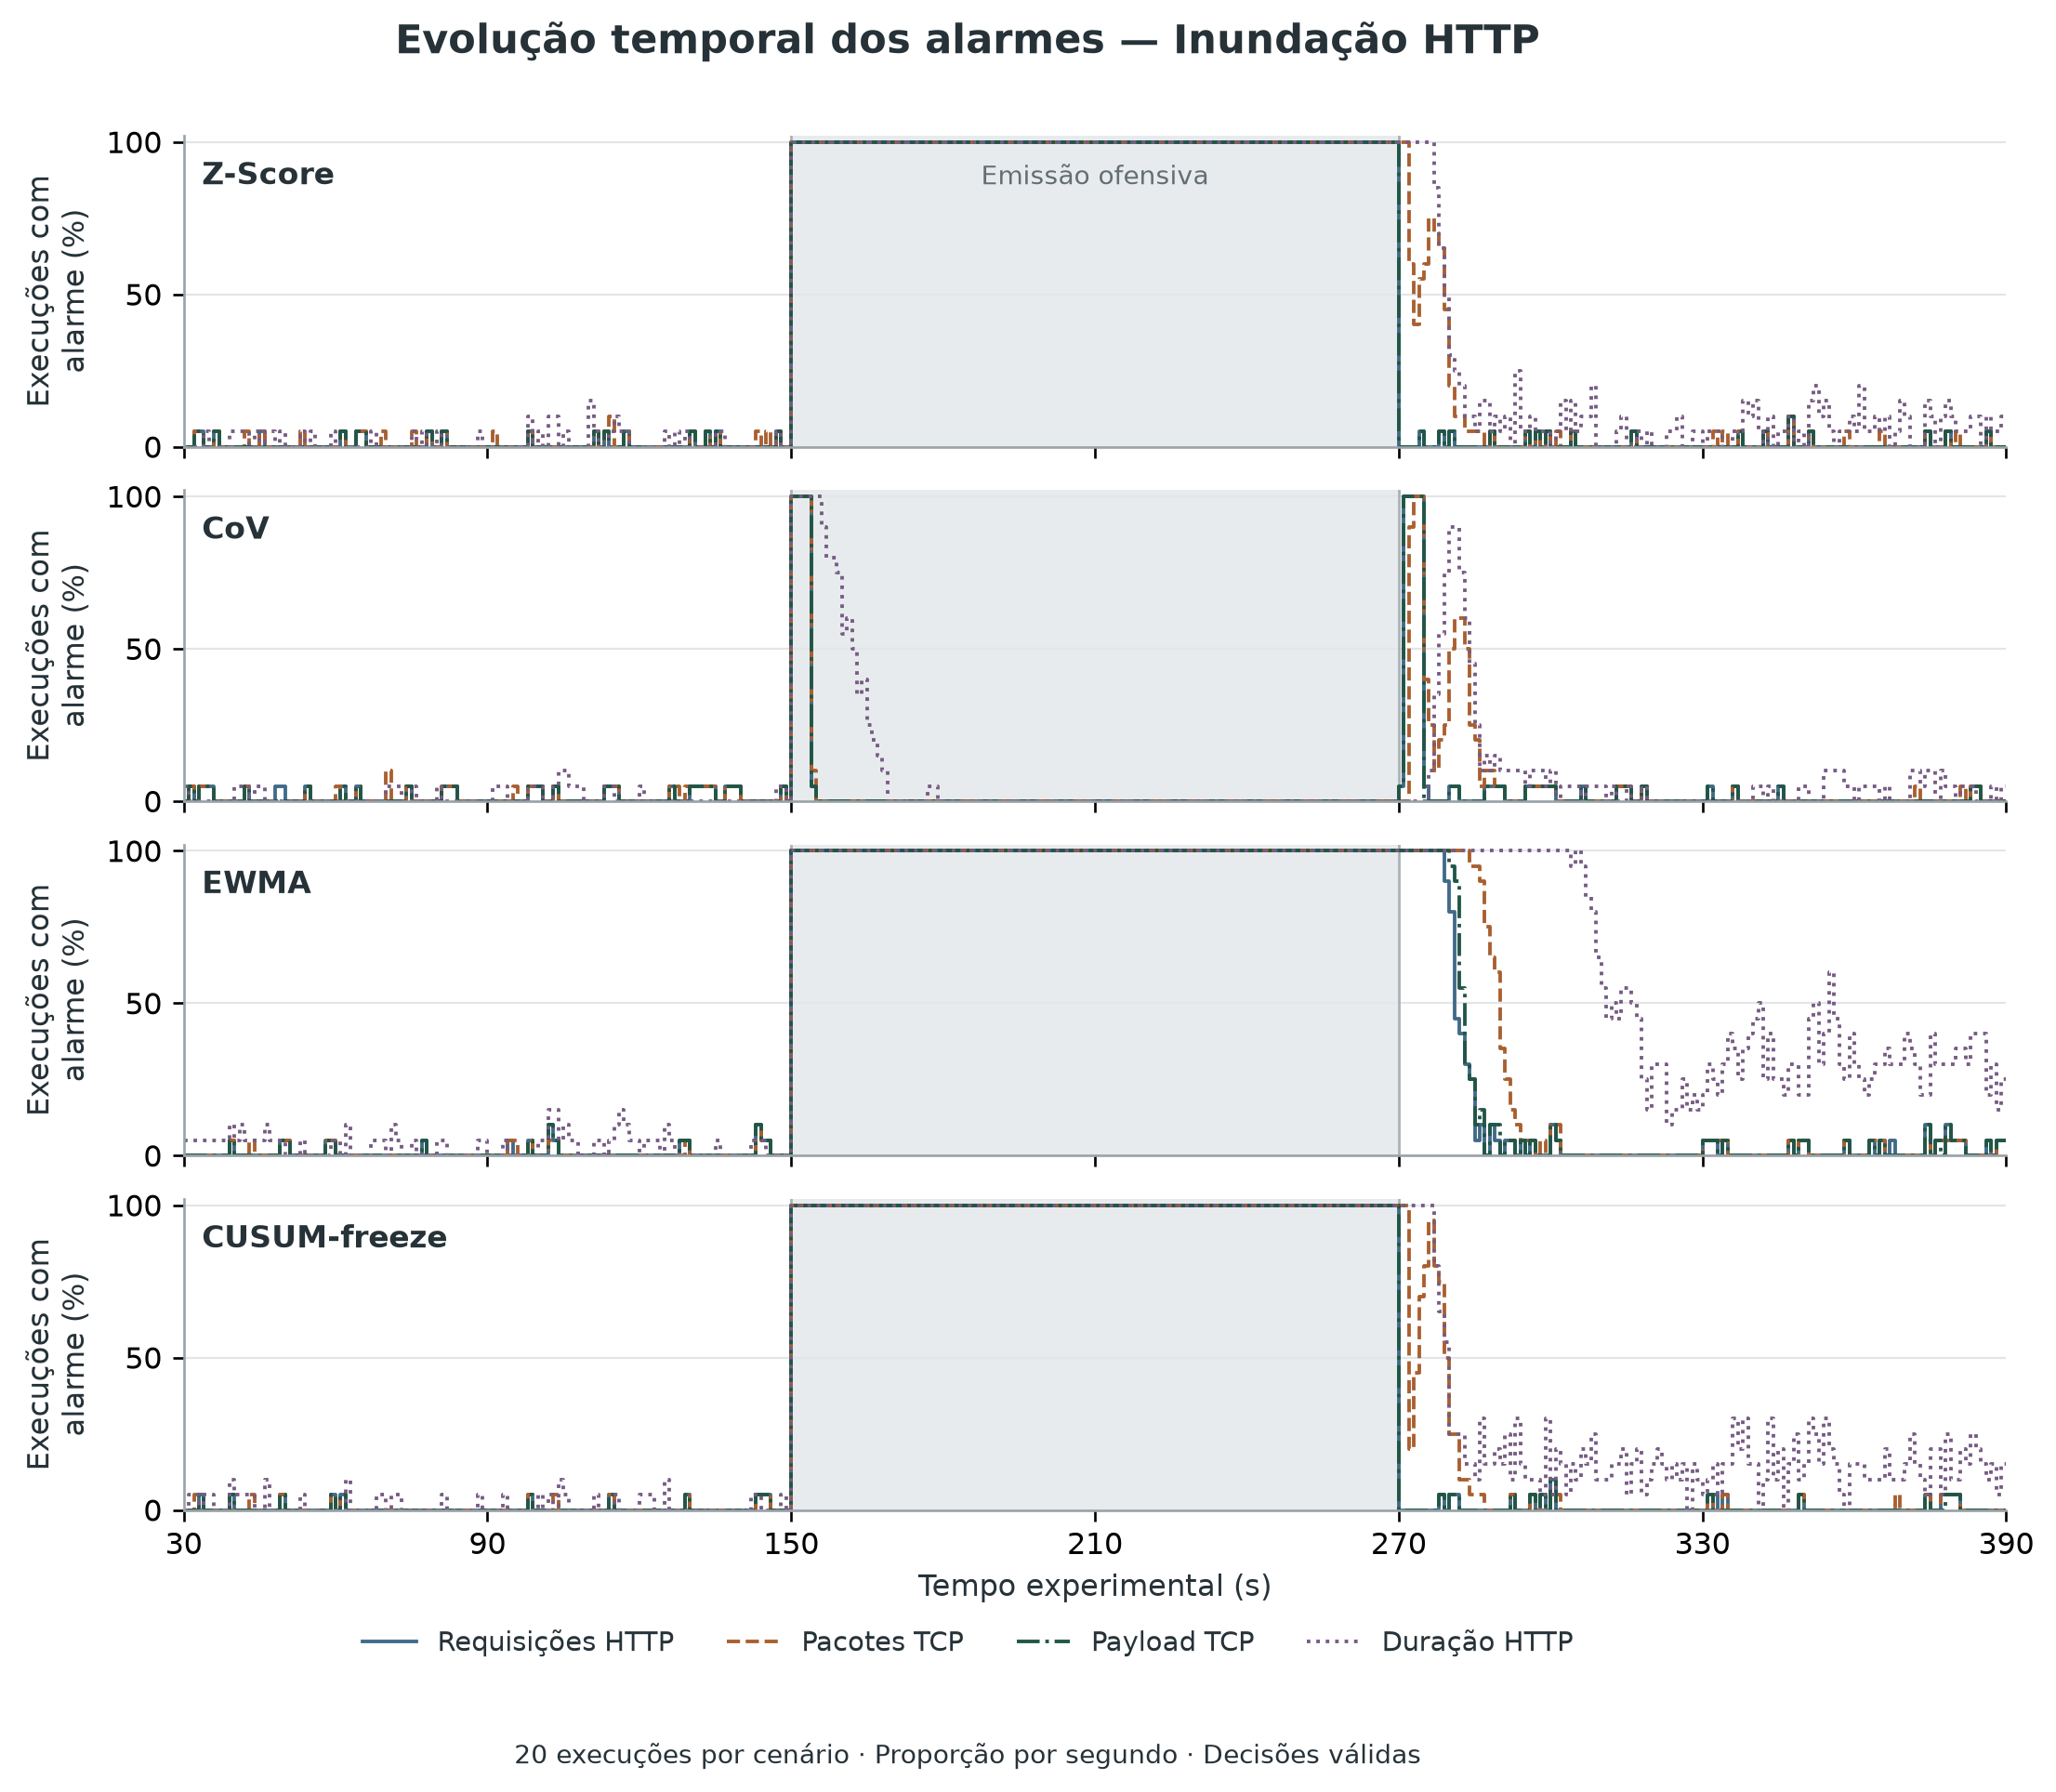 Evolução temporal dos alarmes — Inundação HTTP
Execuções com
alarme (%)
100
50
0
Z-Score
Emissão ofensiva
Execuções com
alarme (%)
100
50
0
CoV
Execuções com
alarme (%)
100
50
0
EWMA
Execuções com
alarme (%)
100
50
0
CUSUM-freeze
30 90 150 210 270 330 390
Tempo experimental (s)
Requisições HTTP Pacotes TCP Payload TCP Duração HTTP
20 execuções por cenário · Proporção por segundo · Decisões válidas